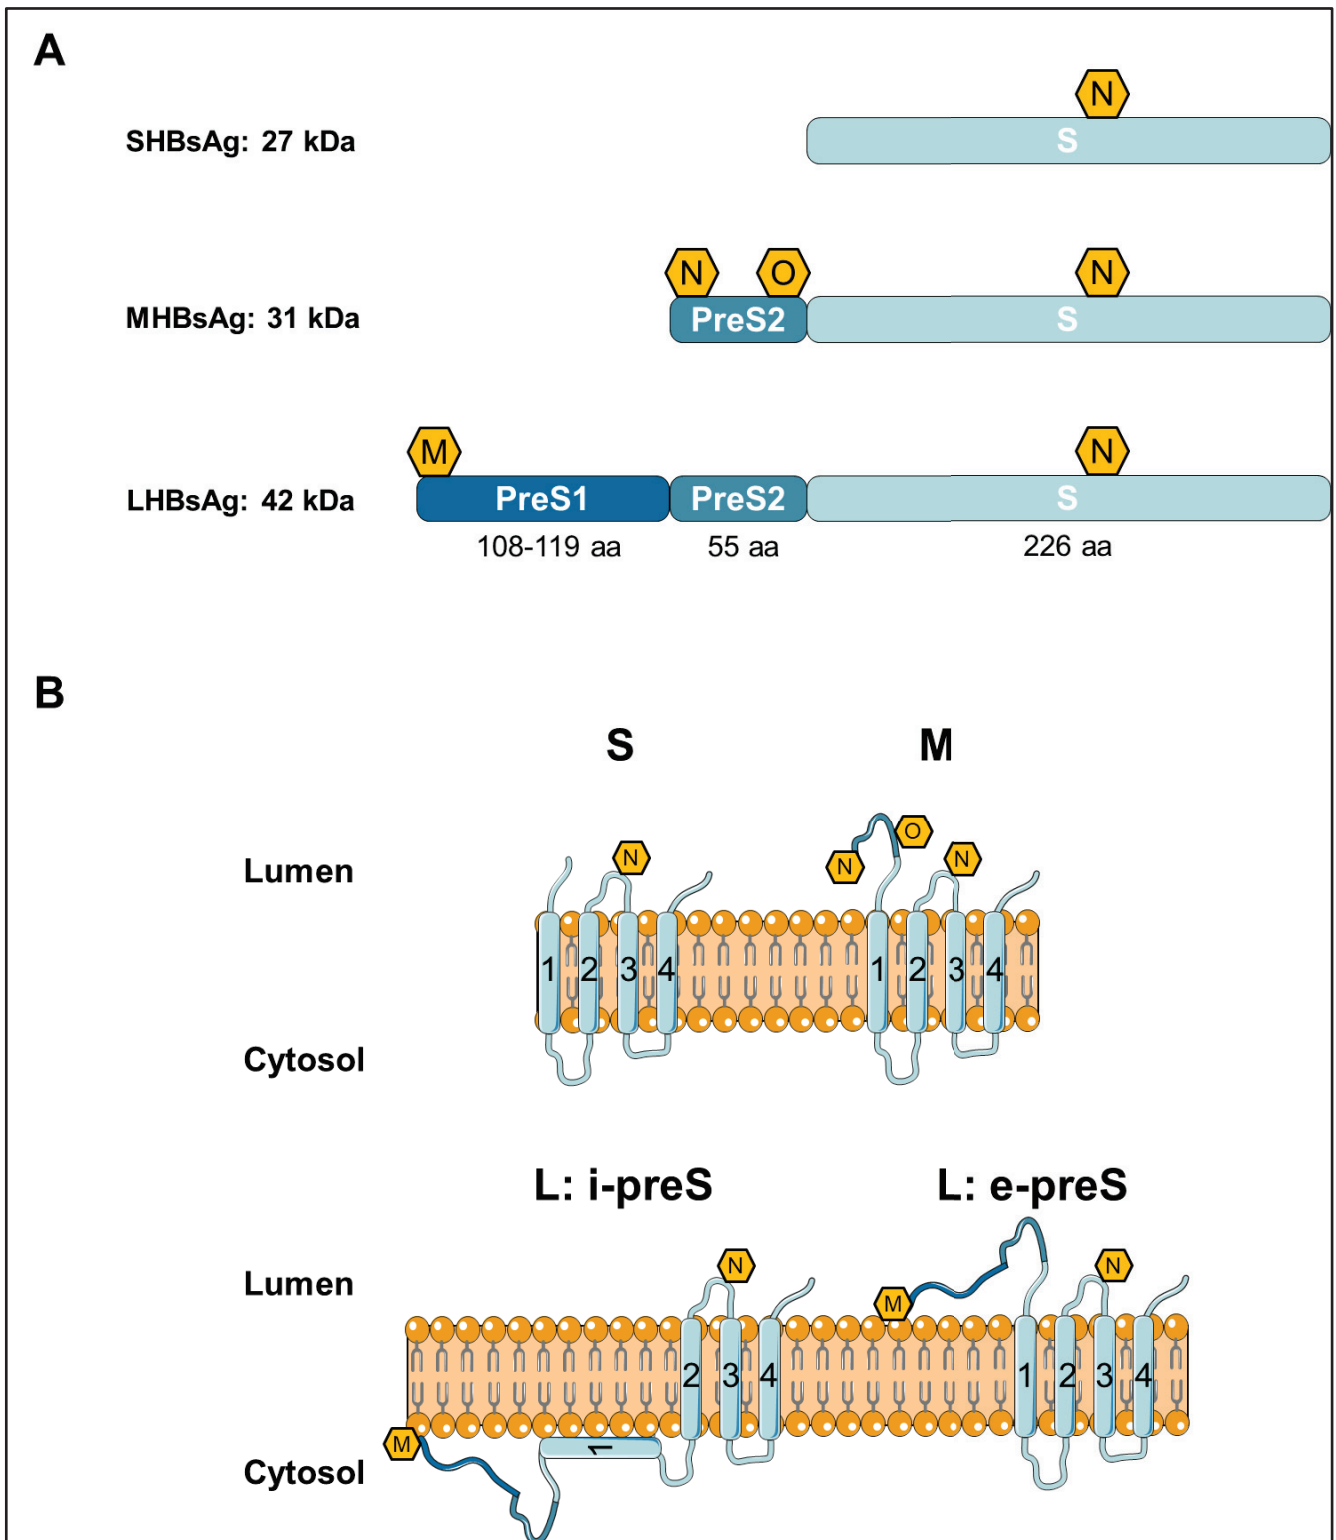 A
N
SHBsAg: 27 kDa
S
N O N
MHBsAg: 31 kDa
PreS2 S
M N
LHBsAg: 42 kDa
PreS1 PreS2 S
108-119 aa 55 aa 226 aa
B
S M
O
Lumen
N N N
1 2 3 4 1 2 3 4
Cytosol
L: i-preS L: e-preS
N N
Lumen
M
2 3 4 1 2 3 4
M
1
Cytosol